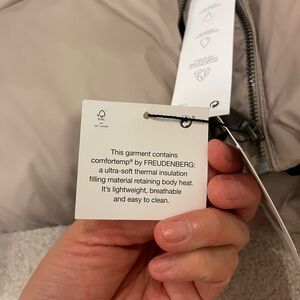 FSC
This garment contains
comfortemp® by FREUDENBERG:
a ultra-soft thermal insulation
filling material retaining body heat.
It's lightweight, breathable
and easy to clean.